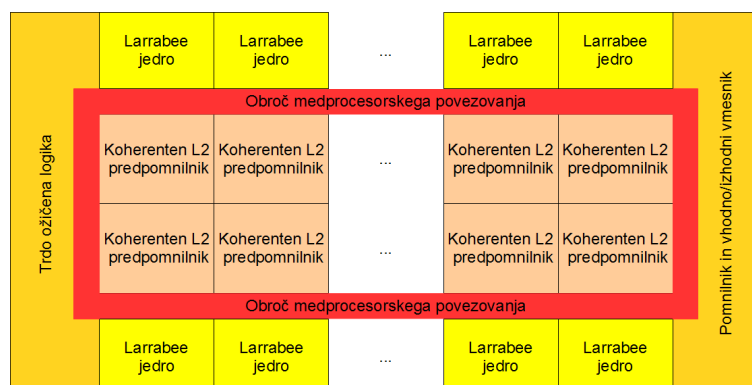 Larrabee
jedro
Larrabee
jedro
...
Larrabee
jedro
Larrabee
jedro
Obroč medprocesorskega povezovanja
Trdo ožičena logika
Koherenten L2
predpomnilnik
Koherenten L2
predpomnilnik
...
Koherenten L2
predpomnilnik
Koherenten L2
predpomnilnik
Pomnilnik in vhodno/izhodni vmesnik
Koherenten L2
predpomnilnik
Koherenten L2
predpomnilnik
...
Koherenten L2
predpomnilnik
Koherenten L2
predpomnilnik
Obroč medprocesorskega povezovanja
Larrabee
jedro
Larrabee
jedro
...
Larrabee
jedro
Larrabee
jedro